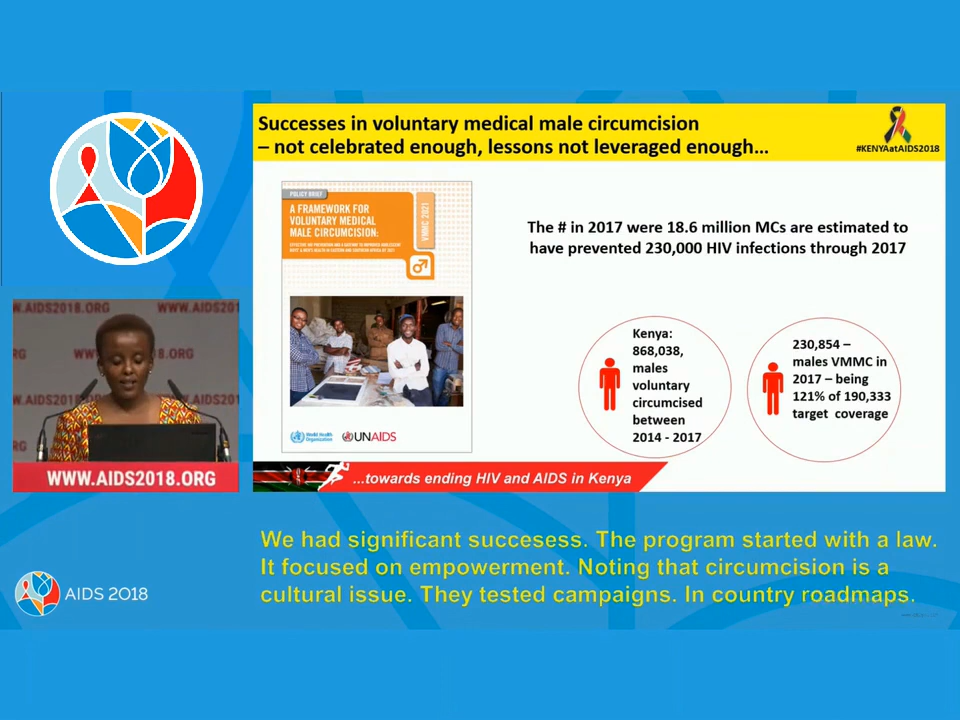 Successes in voluntary medical male circumcision
– not celebrated enough, lessons not leveraged enough...
#KENYAatAIDS2018
POLICY BRIEF
A FRAMEWORK FOR
VOLUNTARY MEDICAL
MALE CIRCUMCISION:
VMMC 2021
World Health
Organization
UNAIDS
The # in 2017 were 18.6 million MCs are estimated to
have prevented 230,000 HIV infections through 2017
Kenya:
868,038,
males
voluntary
circumcised
between
2014 - 2017
230,854 –
males VMMC in
2017 – being
121% of 190,333
target coverage
...towards ending HIV and AIDS in Kenya
WW.AIDS2018.ORG
WWW.A
WWW.AIDS2018.ORG
We had significant succesess. The program started with a law.
It focused on empowerment. Noting that circumcision is a
cultural issue. They tested campaigns. In country roadmaps.
AIDS 2018